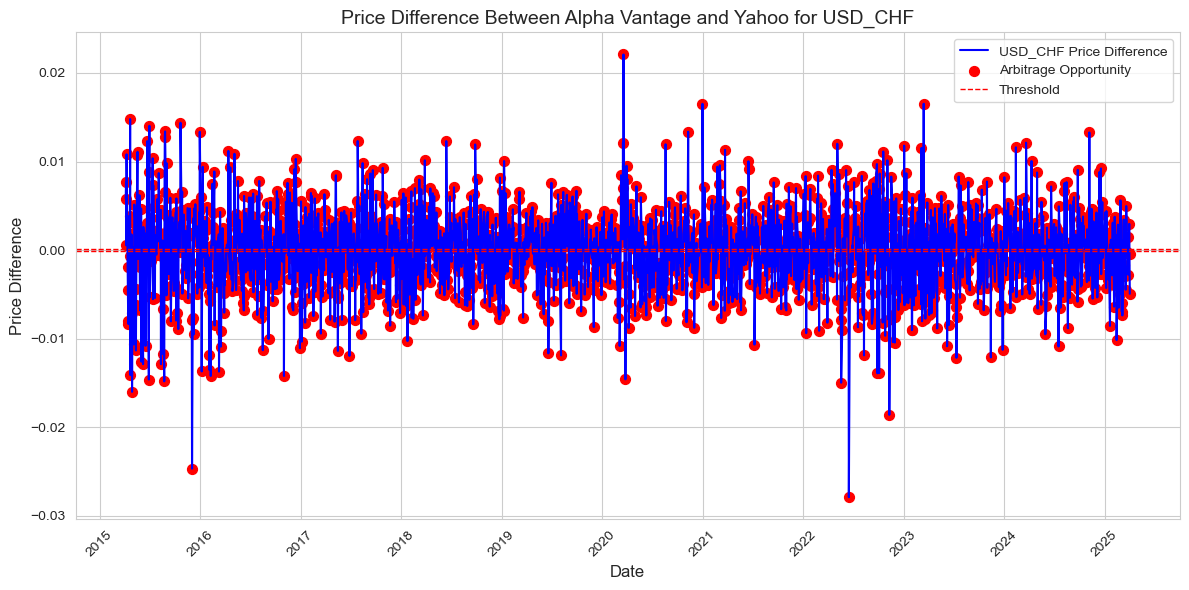 Price Difference Between Alpha Vantage and Yahoo for USD_CHF
USD_CHF Price Difference
Arbitrage Opportunity
Threshold
Price Difference
0.02
0.01
0.00
−0.01
−0.02
−0.03
2015
2016
2017
2018
2019
2020
2021
2022
2023
2024
2025
Date